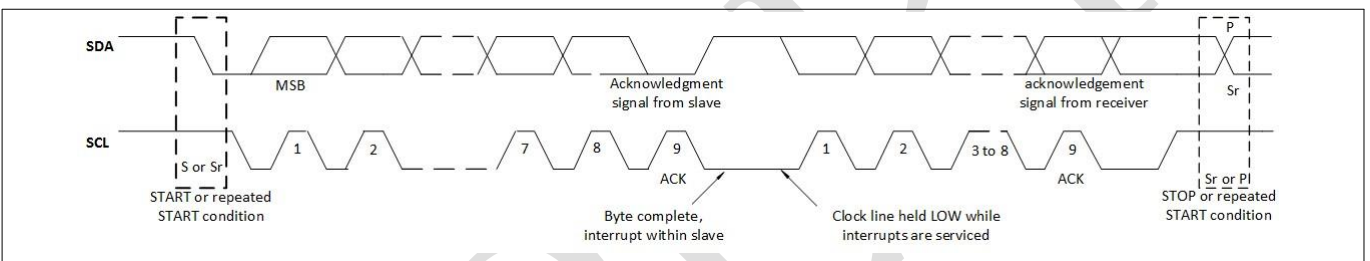 P
SDA
MSB
Acknowledgment
signal from slave
acknowledgement
signal from receiver
Sr
SCL
1
2
7
8
9
1
2
3 to 8
9
S or Sr
ACK
ACK
Sr or P
START or repeated
START condition
Byte complete,
interrupt within slave
Clock line held LOW while
interrupts are serviced
STOP or repeated
START condition